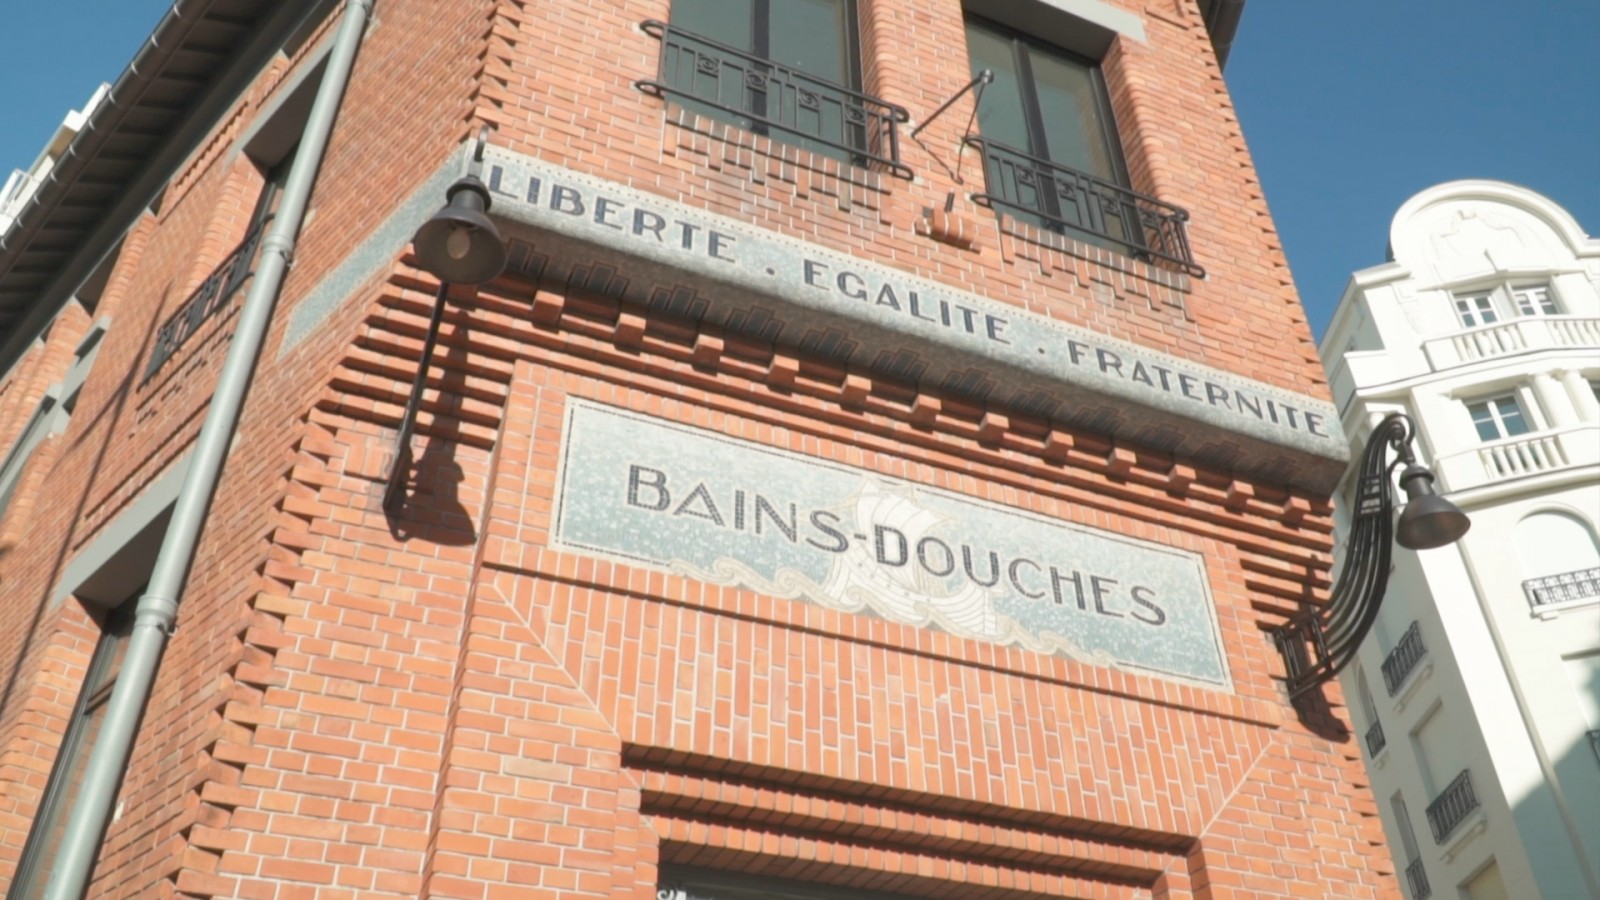 LIBERTE . EGALITE . FRATERNITE
BAINS-DOUCHES